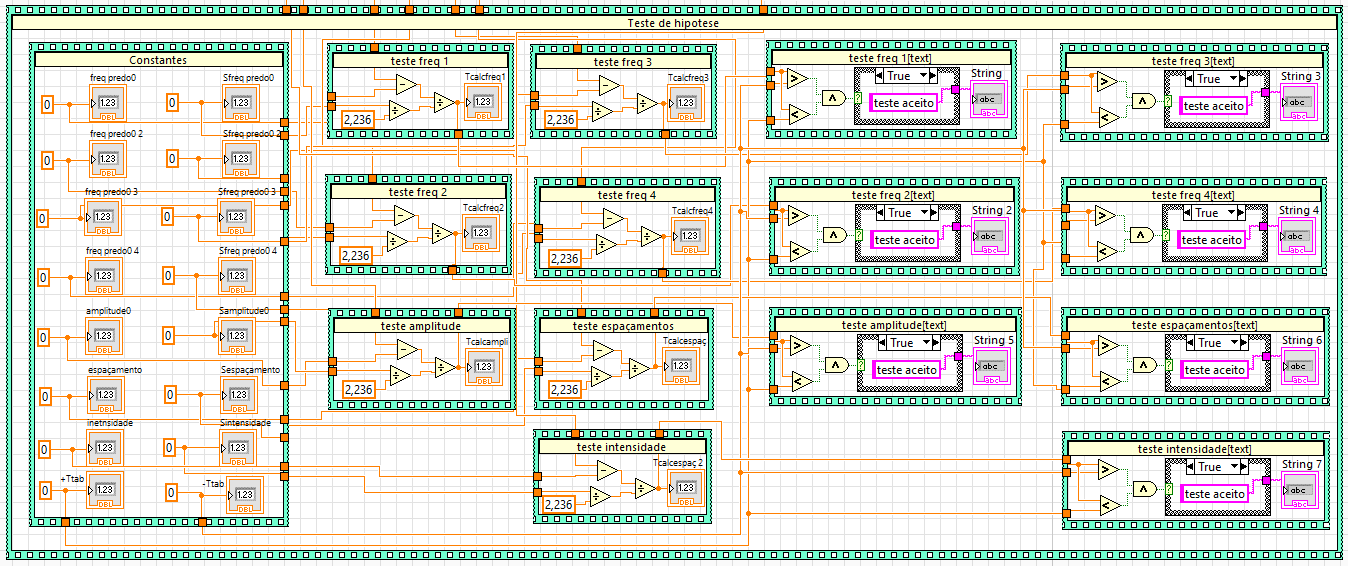 Teste de hipotese
Constantes
freq predo0
Sfreq predo0
0
1.23
DBL
0
1.23
DBL
freq predo0 2
Sfreq predo0 2
0
1.23
DBL
0
1.23
DBL
freq predo0 3
Sfreq predo0 3
0
1.23
DBL
0
1.23
DBL
freq predo0 4
Sfreq predo0 4
0
1.23
DBL
0
1.23
DBL
amplitude0
Samplitude0
0
1.23
DBL
0
1.23
DBL
espaçamento
Sespaçamento
0
1.23
DBL
0
1.23
DBL
inetnsidade
Sintensidade
0
1.23
DBL
0
1.23
DBL
+Ttab
-Ttab
0
1.23
DBL
0
1.23
DBL
teste freq 1
Tcalcfreq1
2,236
1.23
DBL
teste freq 3
Tcalcfreq3
2,236
1.23
DBL
teste freq 2
Tcalcfreq2
2,236
1.23
DBL
teste freq 4
Tcalcfreq4
2,236
1.23
DBL
teste amplitude
Tcalcampli
2,236
1.23
DBL
teste espaçamentos
Tcalcespaç
2,236
1.23
DBL
teste intensidade
Tcalcespaç 2
2,236
1.23
DBL
teste freq 1[text]
True
String
teste aceito
abc
abc
teste freq 3[text]
True
String 3
teste aceito
abc
abc
teste freq 2[text]
True
String 2
teste aceito
abc
abc
teste freq 4[text]
True
String 4
teste aceito
abc
abc
teste amplitude[text]
True
String 5
teste aceito
abc
abc
teste espaçamentos[text]
True
String 6
teste aceito
abc
abc
teste intensidade[text]
True
String 7
teste aceito
abc
abc